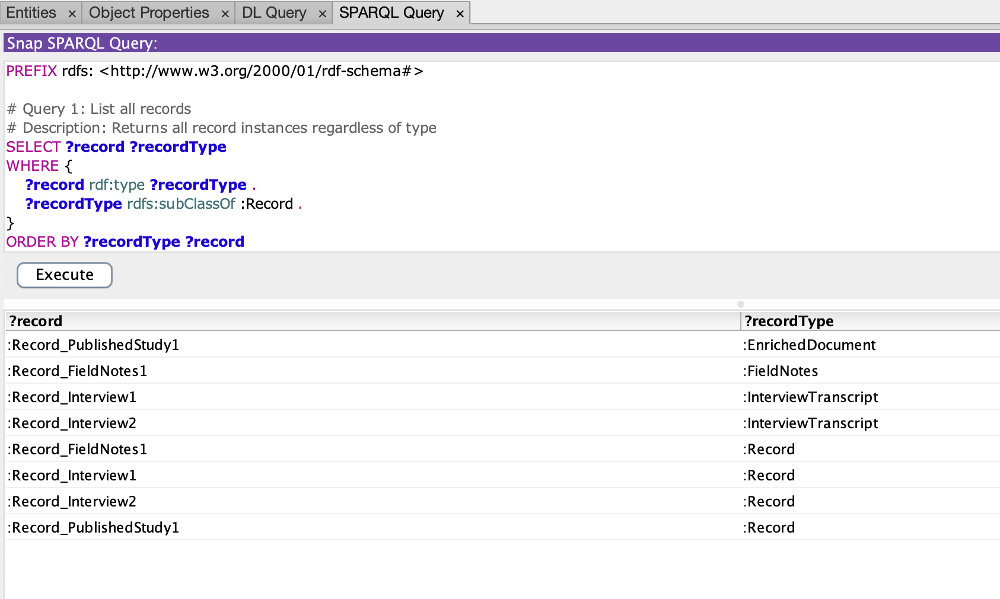 Entities × Object Properties × DL Query × SPARQL Query ×
Snap SPARQL Query:
PREFIX rdfs: <http://www.w3.org/2000/01/rdf-schema#>
# Query 1: List all records
# Description: Returns all record instances regardless of type
SELECT ?record ?recordType
WHERE {
?record rdf:type ?recordType .
?recordType rdfs:subClassOf :Record .
}
ORDER BY ?recordType ?record
Execute
?record ?recordType
:Record_PublishedStudy1 :EnrichedDocument
:Record_FieldNotes1 :FieldNotes
:Record_Interview1 :InterviewTranscript
:Record_Interview2 :InterviewTranscript
:Record_FieldNotes1 :Record
:Record_Interview1 :Record
:Record_Interview2 :Record
:Record_PublishedStudy1 :Record